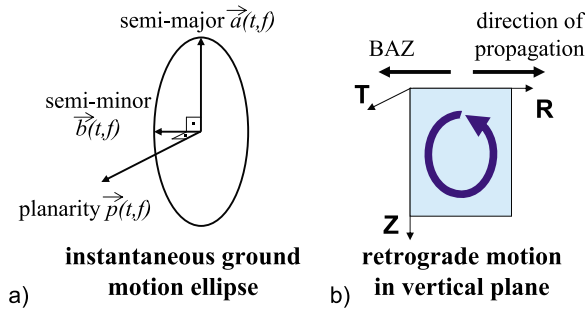 a)
semi-major a(t,f)
semi-minor
b(t,f)
planarity p(t,f)
instantaneous ground
motion ellipse
b)
direction of
propagation
BAZ
T
R
Z
retrograde motion
in vertical plane